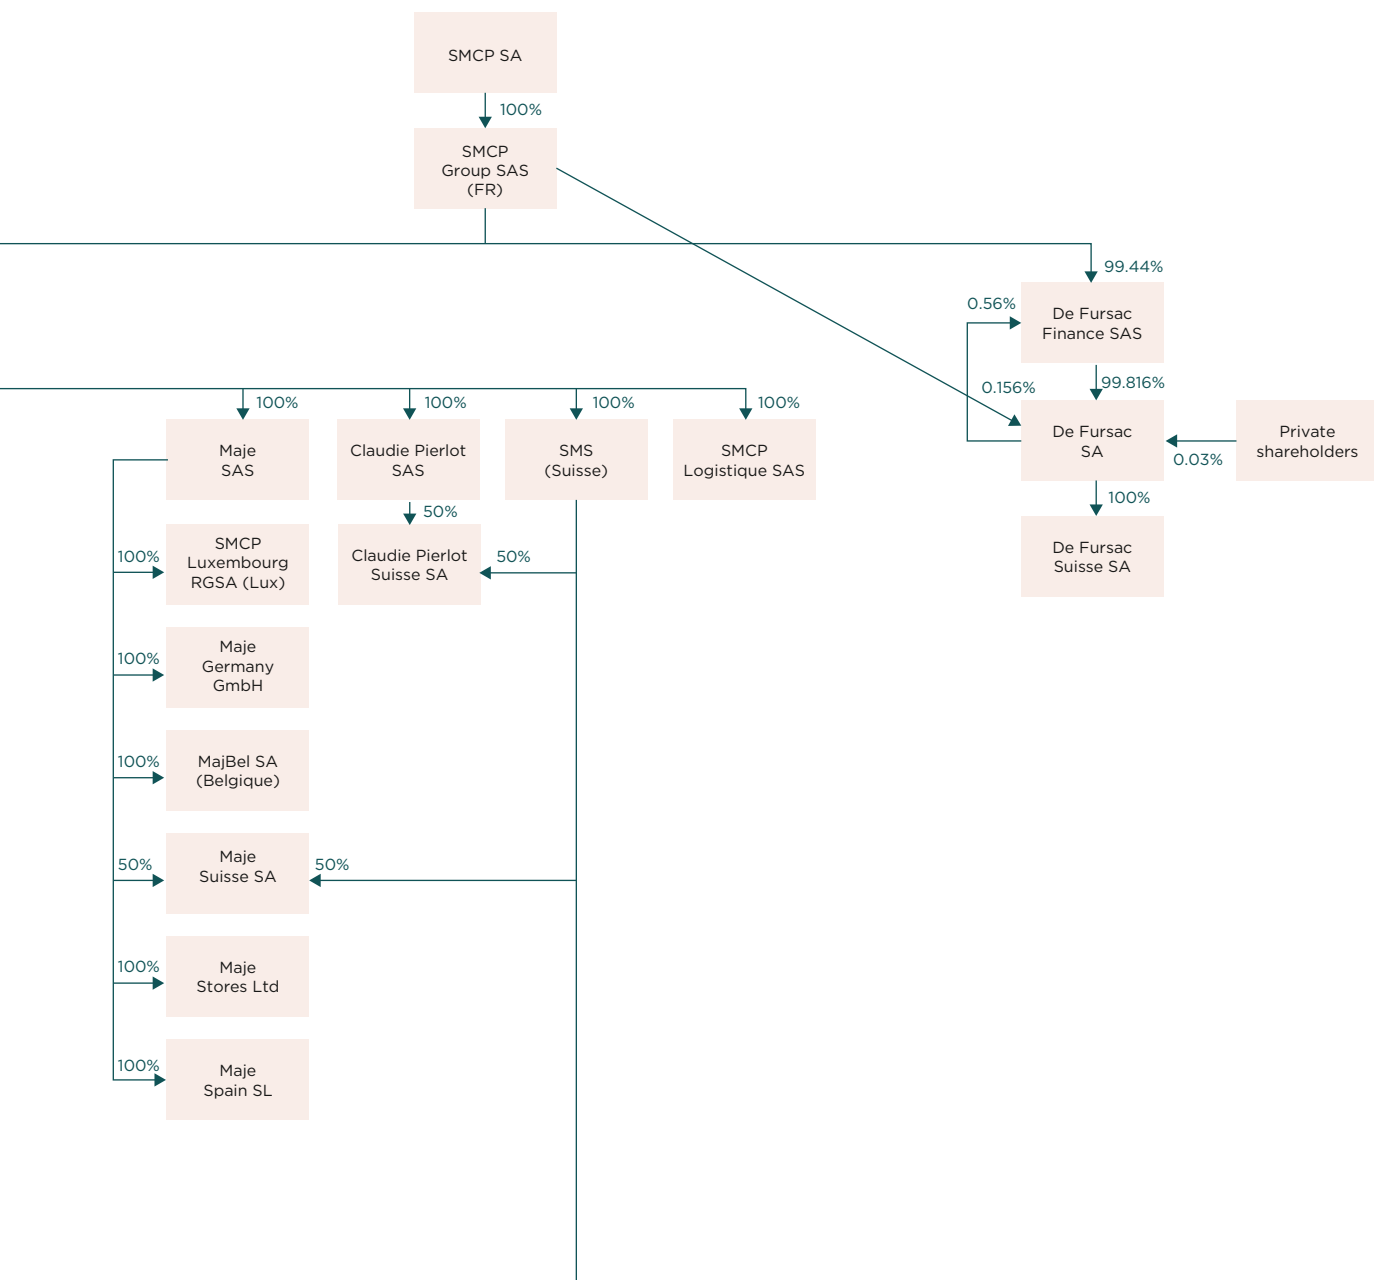 SMCP SA
100%
SMCP
Group SAS
(FR)
99.44%
0.56%
De Fursac
Finance SAS
0.156%
99.816%
100%
100%
100%
100%
Maje
SAS
Claudie Pierlot
SAS
SMS
(Suisse)
SMCP
Logistique SAS
De Fursac
SA
Private
shareholders
0.03%
100%
50%
De Fursac
Suisse SA
100%
SMCP
Luxembourg
RGSA (Lux)
Claudie Pierlot
Suisse SA
50%
100%
Maje
Germany
GmbH
100%
MajBel SA
(Belgique)
50%
Maje
Suisse SA
50%
100%
Maje
Stores Ltd
100%
Maje
Spain SL